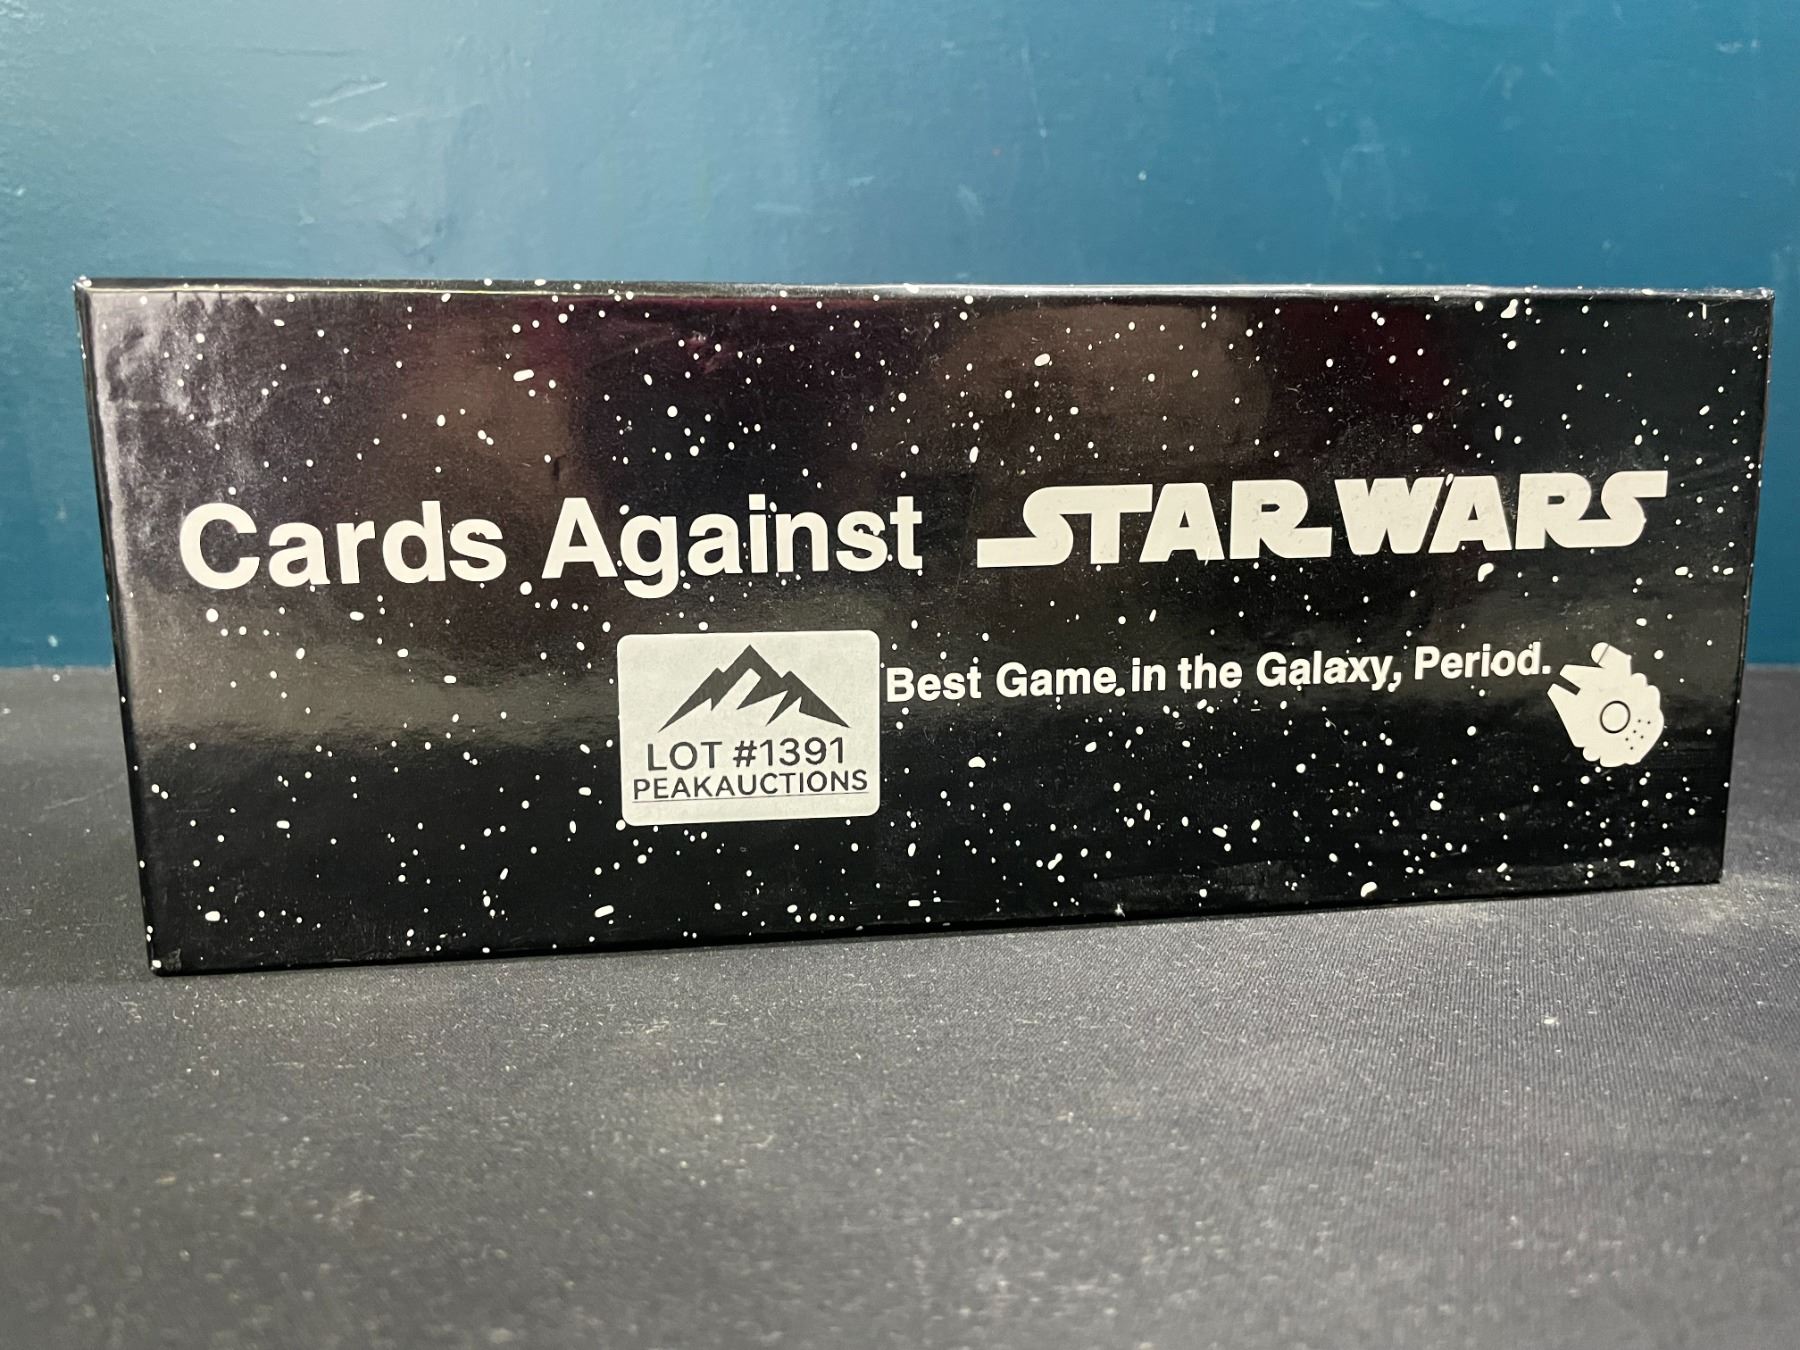 Cards Against STAR WARS
Best Game in the Galaxy, Period.
LOT #1391
PEAKAUCTIONS